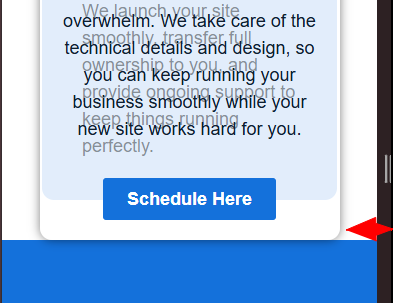 We launch your site
overwhelm. We take care of the
smoothly, transfer full
technical details and design, so
ownership to you, and
you can keep running your
provide ongoing support to
business smoothly while your
keep things running
new site works hard for you.
perfectly.
Schedule Here